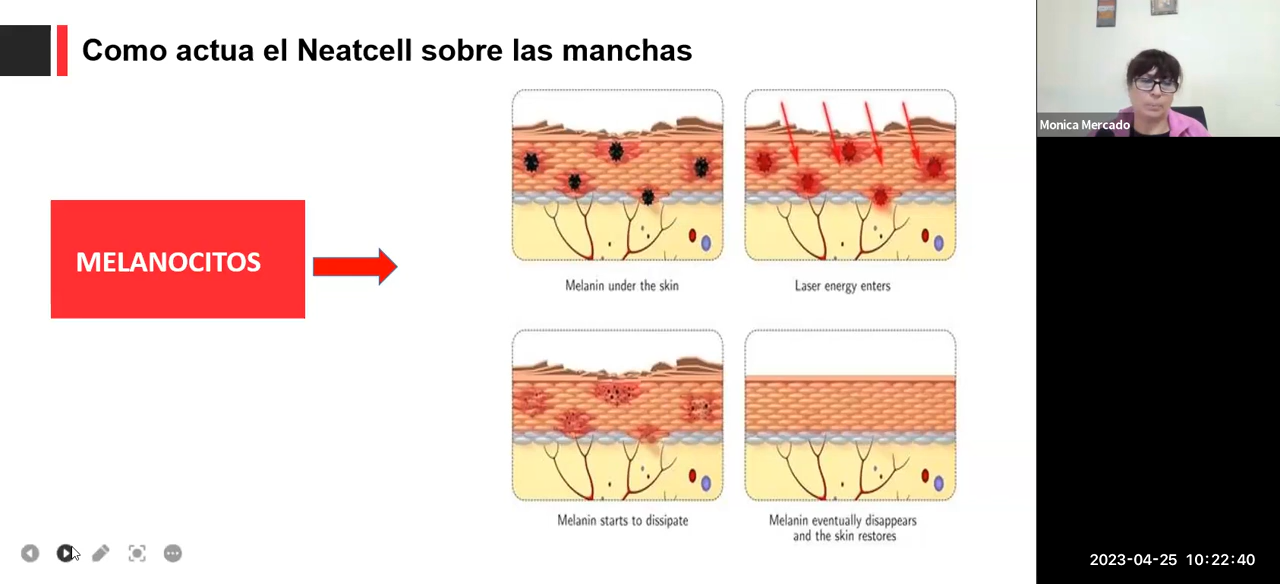 Como actua el Neatcell sobre las manchas
Monica Mercado
MELANOCITOS
Melanin under the skin
Laser energy enters
Melanin starts to dissipate
Melanin eventually disappears
and the skin restores
2023-04-25 10:22:40